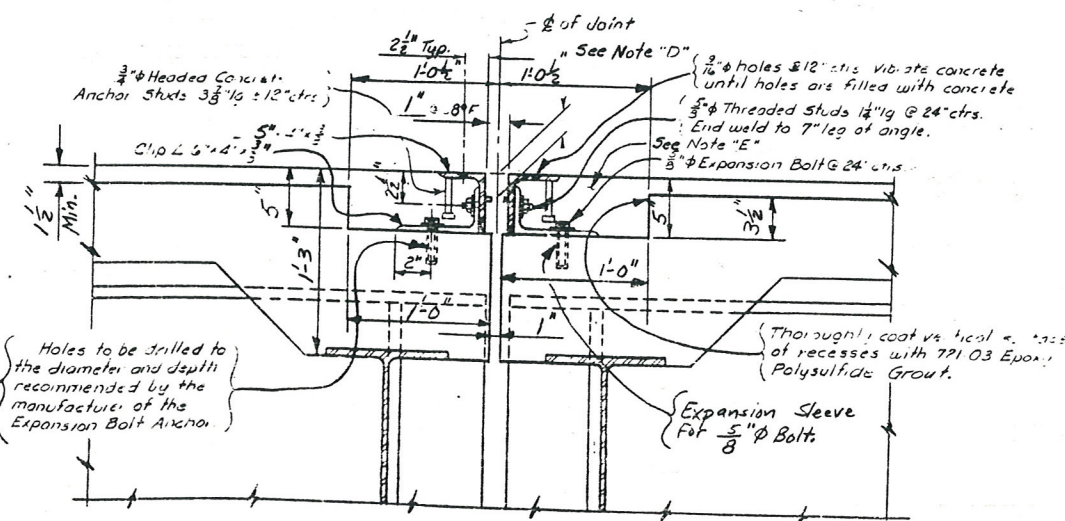 ℄ of Joint
2½" Typ.
See Note "D"
1'-0½"
1'-0½"
¾"ϕ Headed Concrete
Anchor Studs 3⅞" lg @ 12" ctrs
1" @ 68°F
9/16"ϕ holes @ 12" ctrs. Vibrate concrete
until holes are filled with concrete
Threaded Studs 1¼" lg @ 24" ctrs.
End weld to 7" leg of angle.
See Note "E"
Expansion Bolt @ 24" ctrs.
Clip
1½" Min.
5"
2½"
1'-3"
5"
3½"
2"
1'-0"
1'-0"
1"
Holes to be drilled to
the diameter and depth
recommended by the
manufacturer of the
Expansion Bolt Anchor.
Thoroughly coat vertical
of recesses with 721.03 Epoxy
Polysulfide Grout.
Expansion Sleeve
For ⅝"ϕ Bolt.